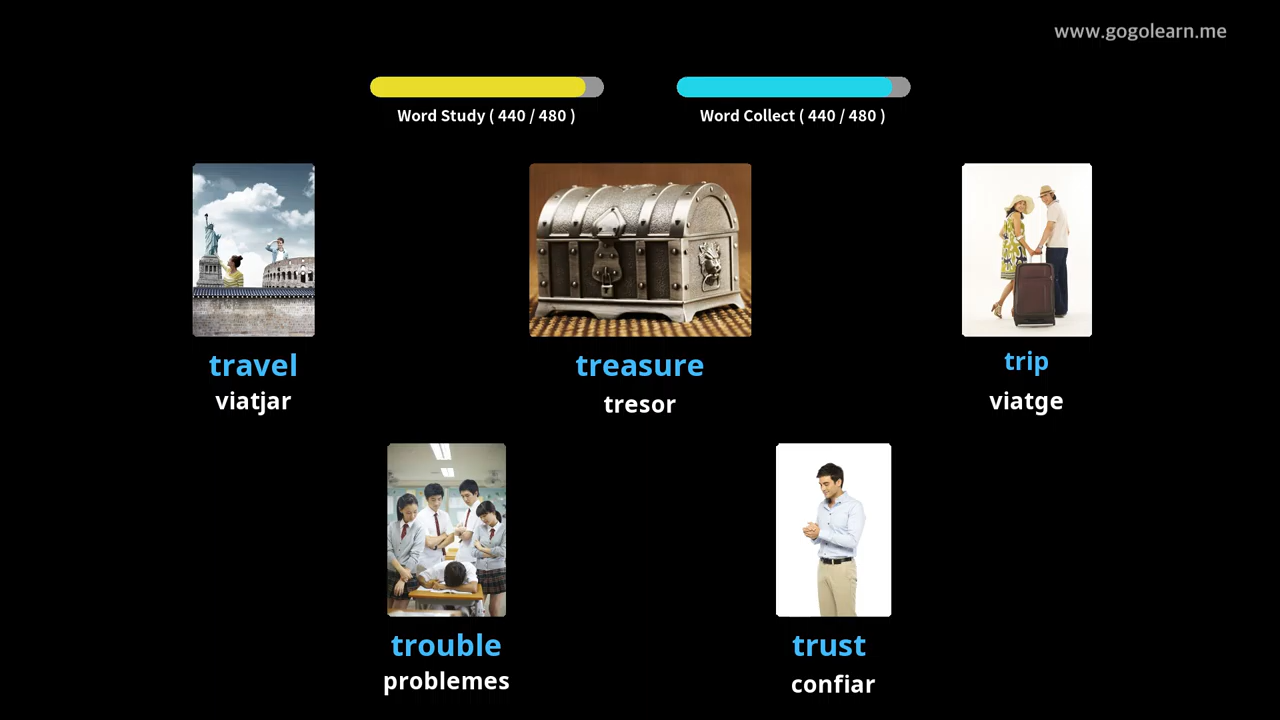 www.gogolearn.me
Word Study ( 440 / 480 )
Word Collect ( 440 / 480 )
travel
viatjar
treasure
tresor
trip
viatge
trouble
problemes
trust
confiar